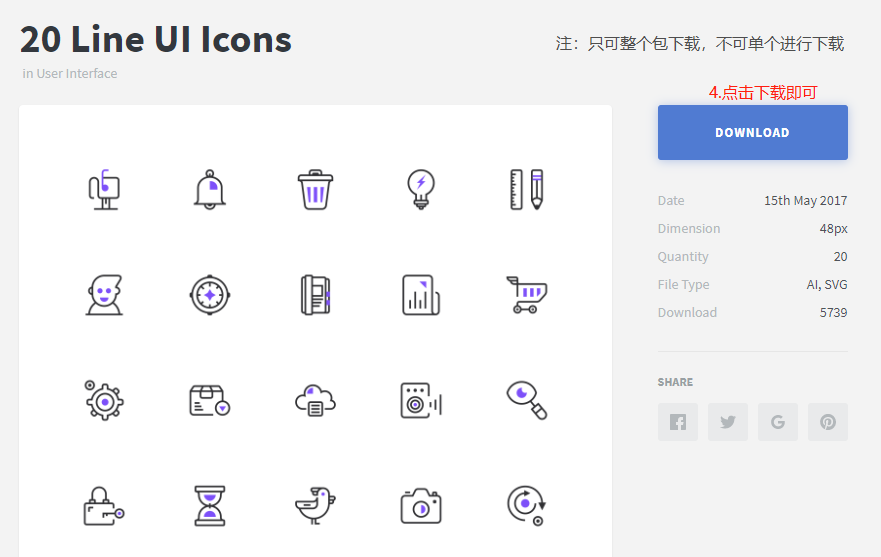 20 Line UI Icons
in User Interface
注：只可整个包下载，不可单个进行下载
4.点击下载即可
DOWNLOAD
Date 15th May 2017
Dimension 48px
Quantity 20
File Type AI, SVG
Download 5739
SHARE